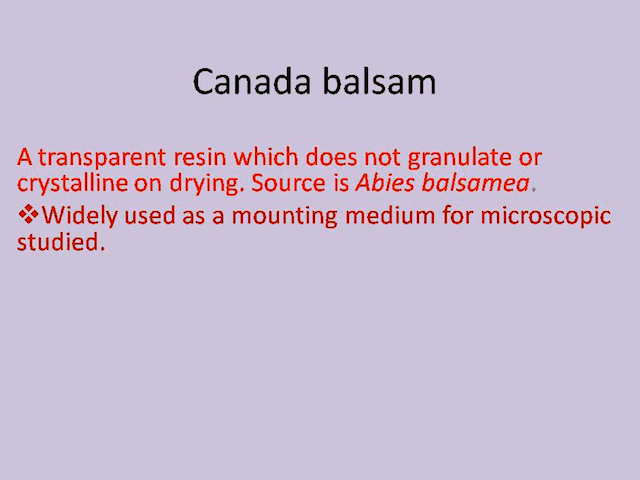 Canada balsam
A transparent resin which does not granulate or
crystalline on drying. Source is Abies balsamea.
❖Widely used as a mounting medium for microscopic
studied.